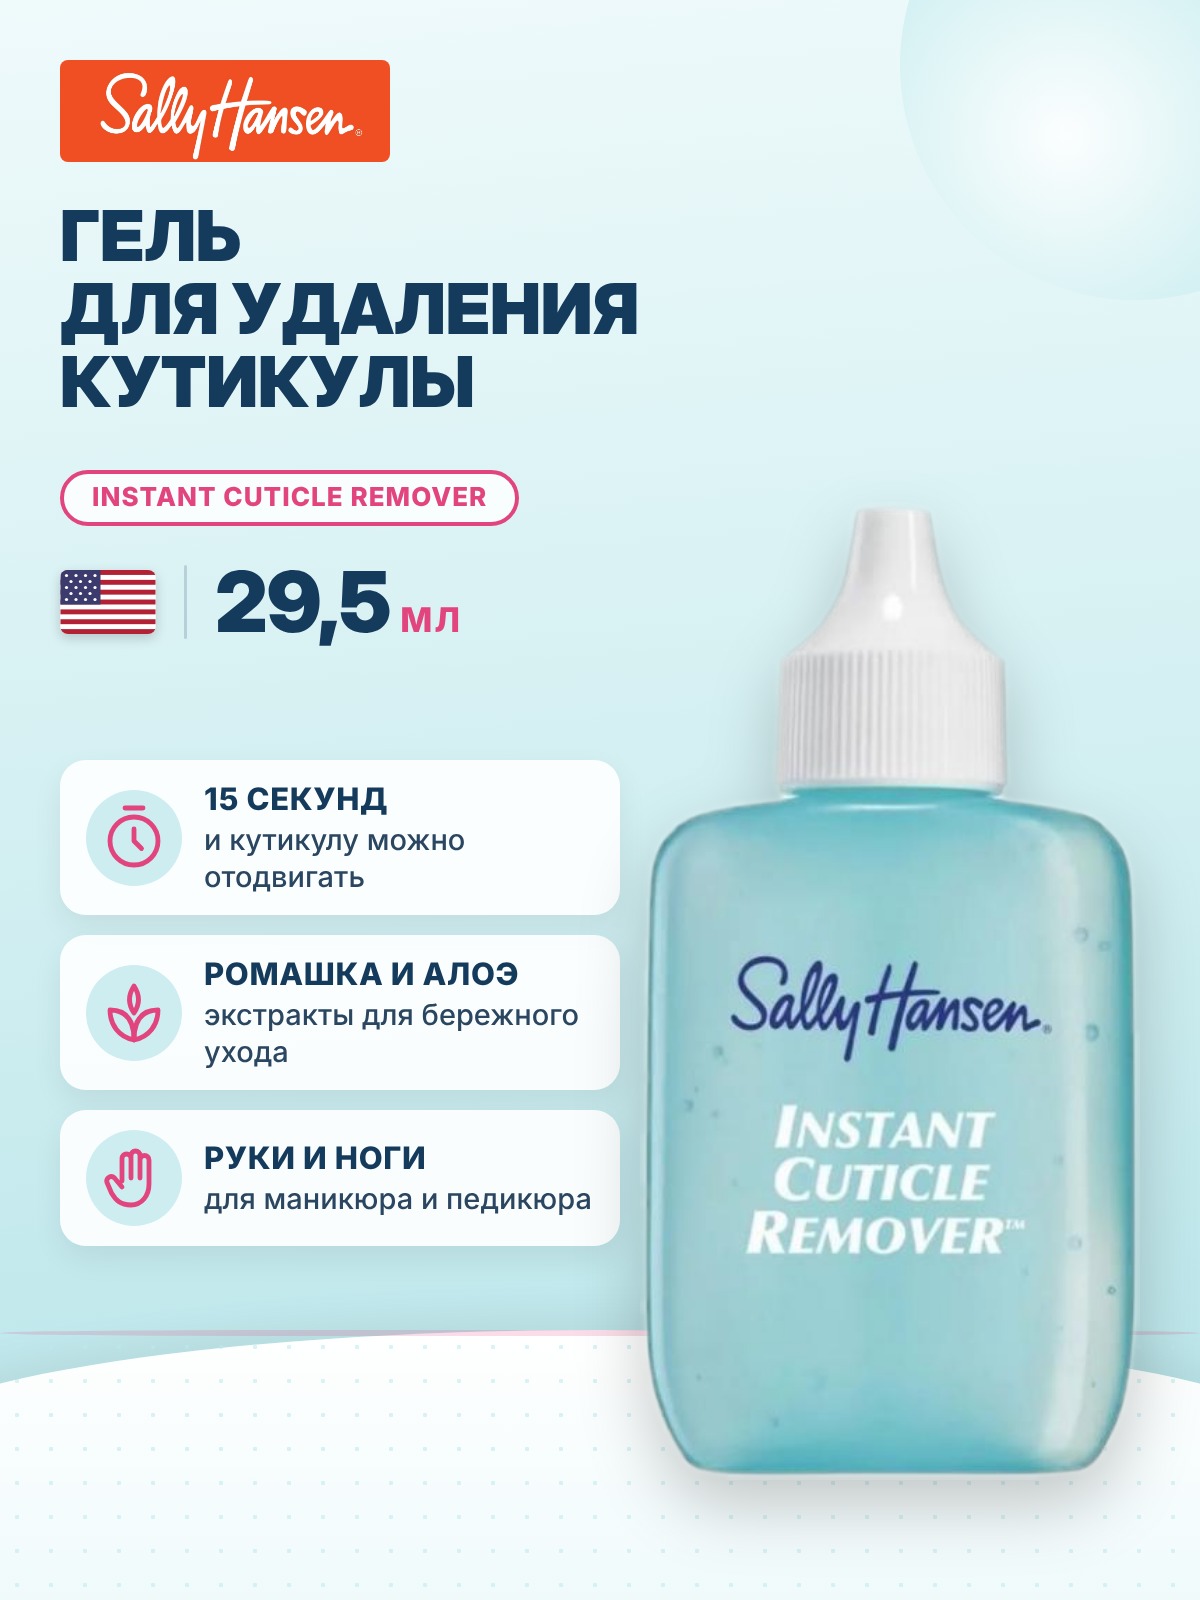 Sally Hansen®
ГЕЛЬ
ДЛЯ УДАЛЕНИЯ
КУТИКУЛЫ
INSTANT CUTICLE REMOVER
29,5 мл
15 СЕКУНД
и кутикулу можно
отодвигать
РОМАШКА И АЛОЭ
экстракты для бережного
ухода
РУКИ И НОГИ
для маникюра и педикюра
Sally Hansen®
INSTANT
CUTICLE
REMOVER™